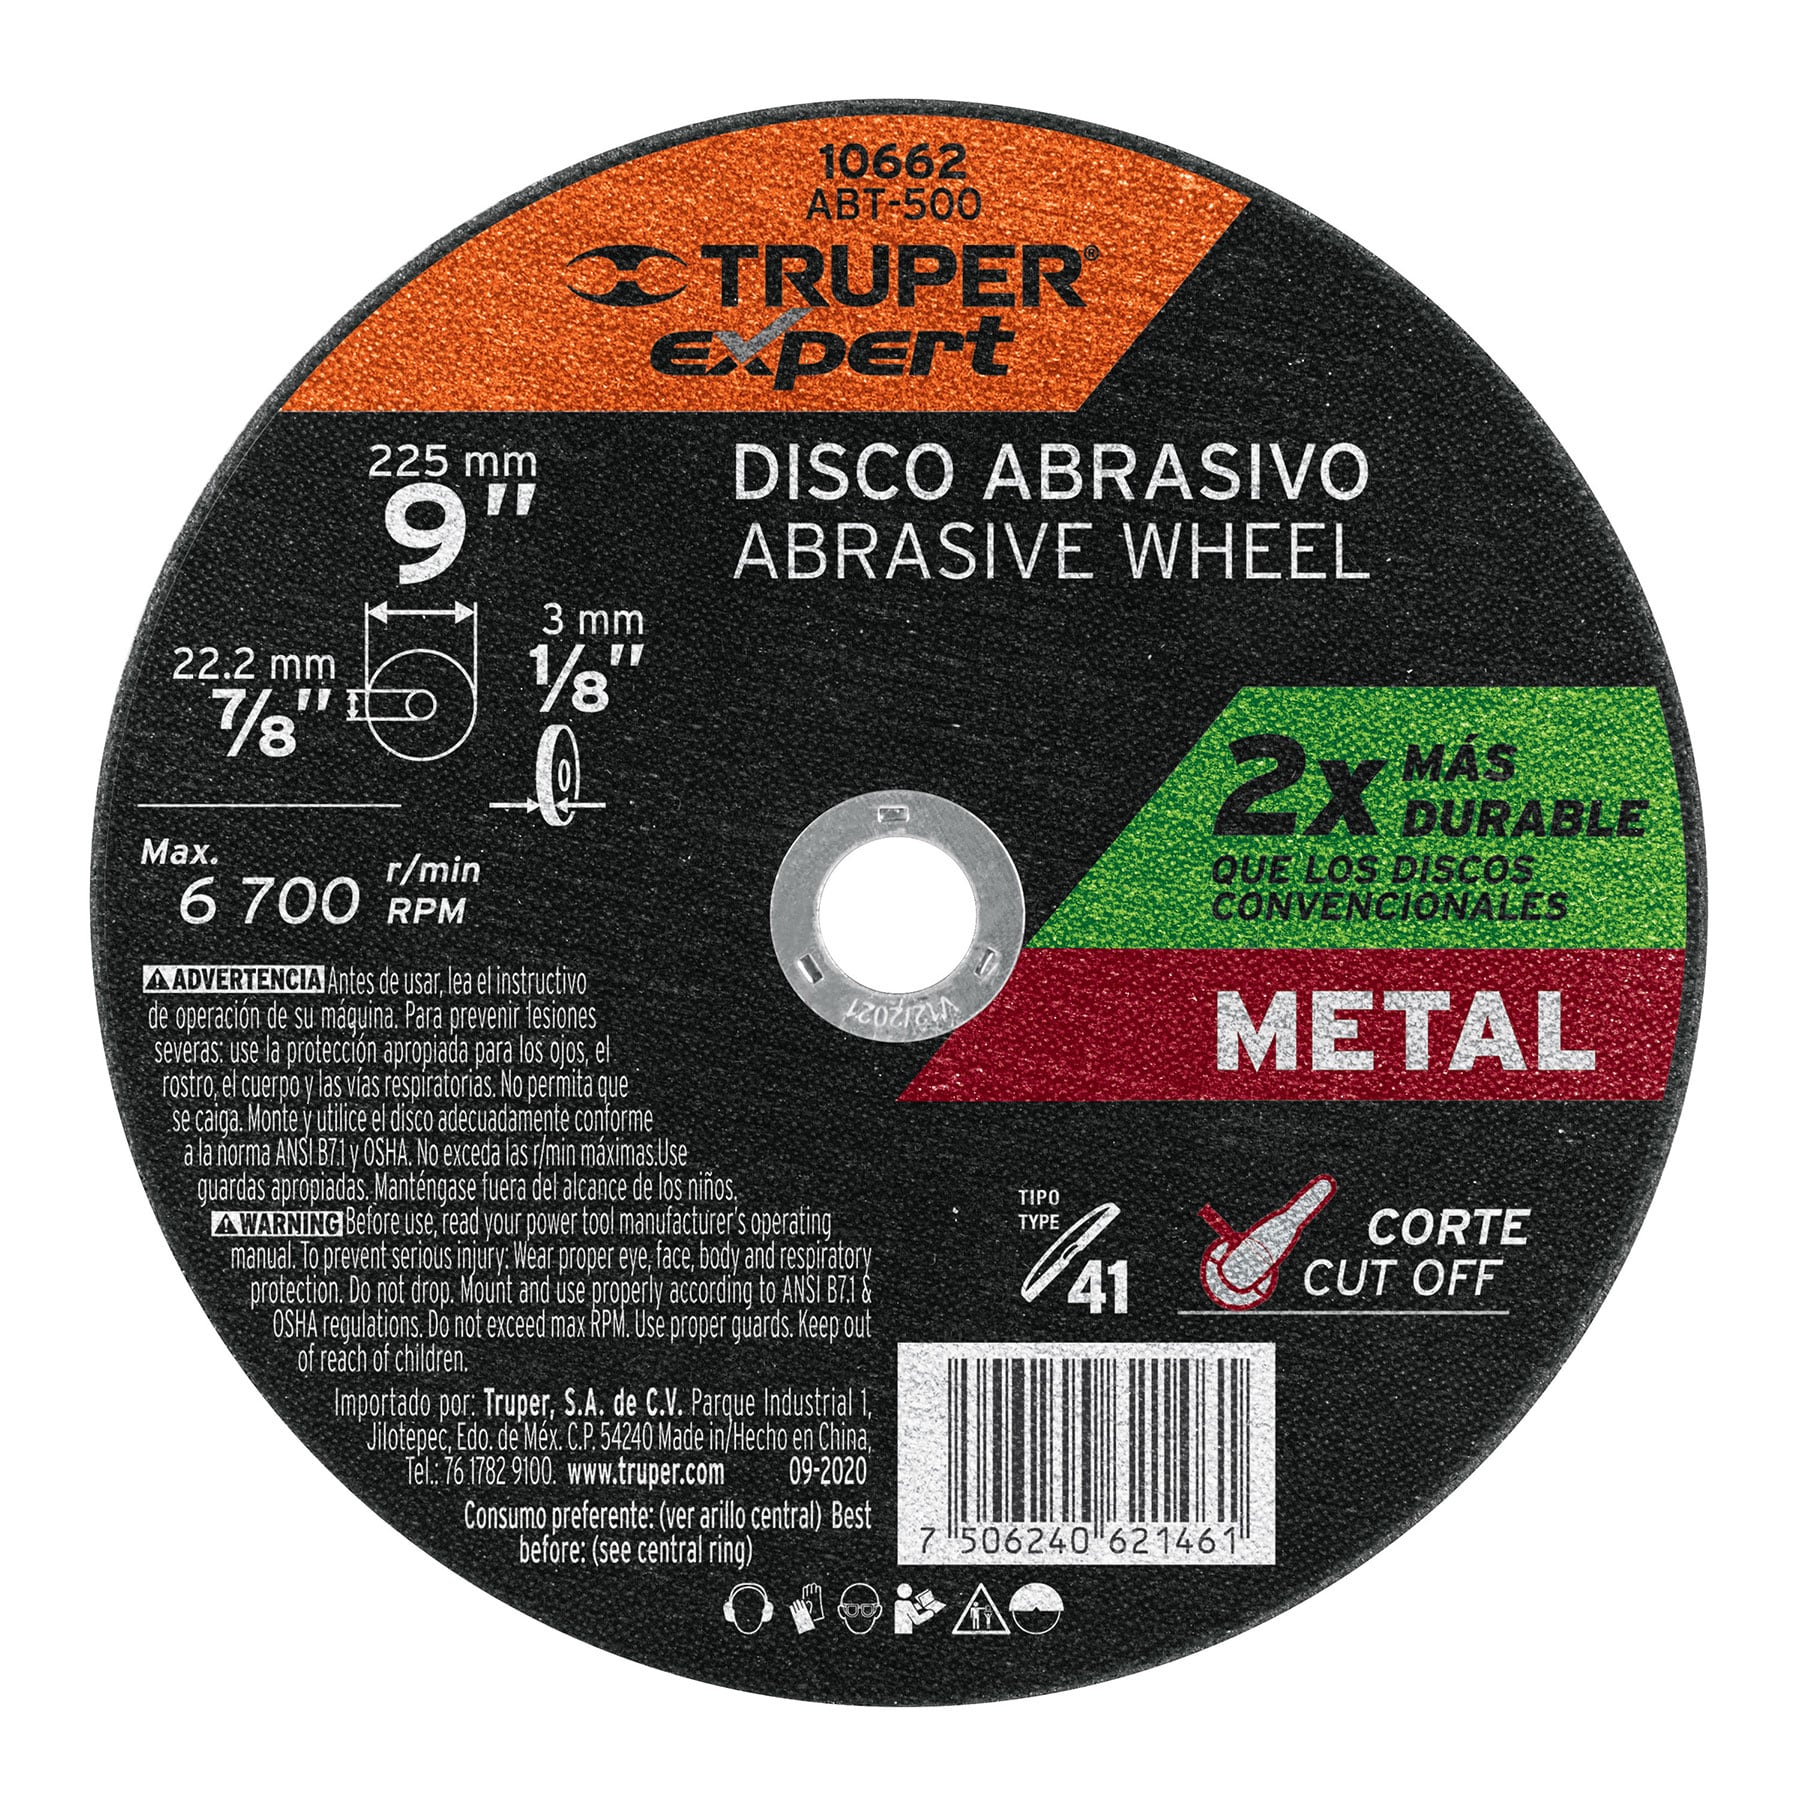 10662
ABT-500
TRUPER®
expert
225 mm
9"
DISCO ABRASIVO
ABRASIVE WHEEL
3 mm
1/8"
22.2 mm
7/8"
2x MÁS
DURABLE
QUE LOS DISCOS
CONVENCIONALES
Max.
6 700 r/min
RPM
METAL
V12/2021
ADVERTENCIA Antes de usar, lea el instructivo
de operación de su máquina. Para prevenir lesiones
severas: use la protección apropiada para los ojos, el
rostro, el cuerpo y las vías respiratorias. No permita que
se caiga. Monte y utilice el disco adecuadamente conforme
a la norma ANSI B7.1 y OSHA. No exceda las r/min máximas.Use
guardas apropiadas. Manténgase fuera del alcance de los niños.
WARNING Before use, read your power tool manufacturer's operating
manual. To prevent serious injury: Wear proper eye, face, body and respiratory
protection. Do not drop. Mount and use properly according to ANSI B7.1 &
OSHA regulations. Do not exceed max RPM. Use proper guards. Keep out
of reach of children.
TIPO
TYPE
41
CORTE
CUT OFF
Importado por: Truper, S.A. de C.V. Parque Industrial 1,
Jilotepec, Edo. de Méx. C.P. 54240 Made in/Hecho en China,
Tel.: 76 1782 9100. www.truper.com 09-2020
Consumo preferente: (ver arillo central) Best
before: (see central ring)
7 506240 621461